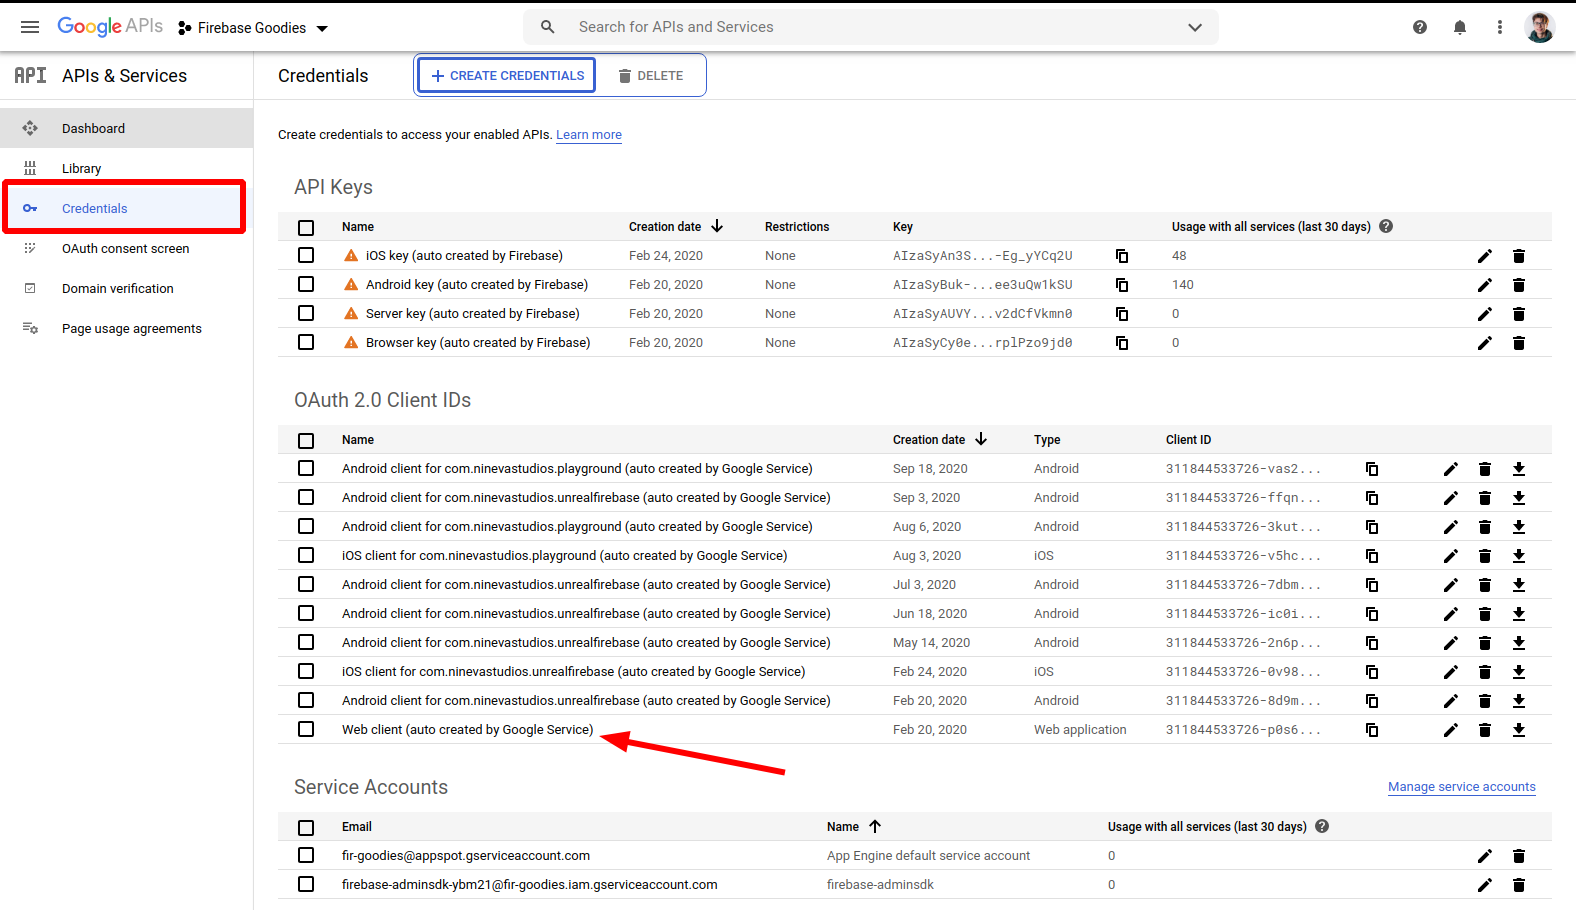 Google APIs
Firebase Goodies
Search for APIs and Services
API APIs & Services
Credentials
CREATE CREDENTIALS
DELETE
Dashboard
Library
Credentials
OAuth consent screen
Domain verification
Page usage agreements
Create credentials to access your enabled APIs. Learn more
API Keys
Name Creation date Restrictions Key Usage with all services (last 30 days)
iOS key (auto created by Firebase) Feb 24, 2020 None AIzaSyAn3S...-Eg_yYCq2U 48
Android key (auto created by Firebase) Feb 20, 2020 None AIzaSyBuk-...ee3uQw1kSU 140
Server key (auto created by Firebase) Feb 20, 2020 None AIzaSyAUVY...v2dCfVkmn0 0
Browser key (auto created by Firebase) Feb 20, 2020 None AIzaSyCy0e...rplPzo9jd0 0
OAuth 2.0 Client IDs
Name Creation date Type Client ID
Android client for com.ninevastudios.playground (auto created by Google Service) Sep 18, 2020 Android 311844533726-vas2...
Android client for com.ninevastudios.unrealfirebase (auto created by Google Service) Sep 3, 2020 Android 311844533726-ffqn...
Android client for com.ninevastudios.playground (auto created by Google Service) Aug 6, 2020 Android 311844533726-3kut...
iOS client for com.ninevastudios.playground (auto created by Google Service) Aug 3, 2020 iOS 311844533726-v5hc...
Android client for com.ninevastudios.unrealfirebase (auto created by Google Service) Jul 3, 2020 Android 311844533726-7dbm...
Android client for com.ninevastudios.unrealfirebase (auto created by Google Service) Jun 18, 2020 Android 311844533726-ic0i...
Android client for com.ninevastudios.unrealfirebase (auto created by Google Service) May 14, 2020 Android 311844533726-2n6p...
iOS client for com.ninevastudios.unrealfirebase (auto created by Google Service) Feb 24, 2020 iOS 311844533726-0v98...
Android client for com.ninevastudios.unrealfirebase (auto created by Google Service) Feb 20, 2020 Android 311844533726-8d9m...
Web client (auto created by Google Service) Feb 20, 2020 Web application 311844533726-p0s6...
Service Accounts
Manage service accounts
Email Name Usage with all services (last 30 days)
fir-goodies@appspot.gserviceaccount.com App Engine default service account 0
firebase-adminsdk-ybm21@fir-goodies.iam.gserviceaccount.com firebase-adminsdk 0